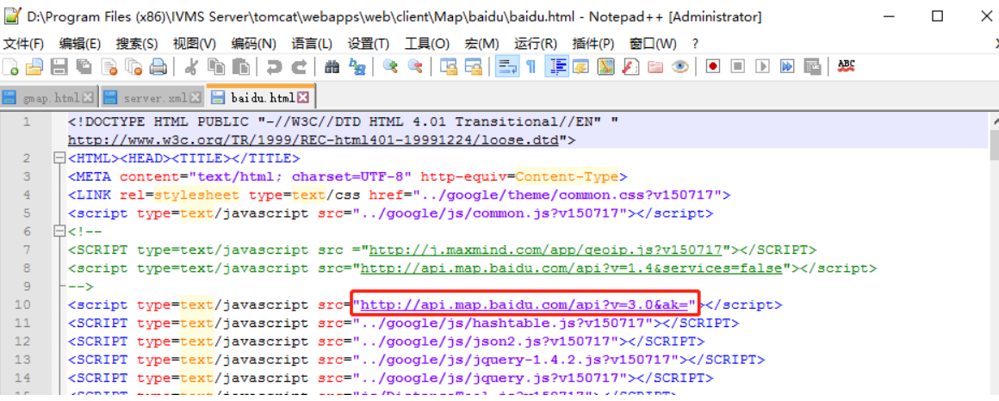 D:\Program Files (x86)\IVMS Server\tomcat\webapps\web\client\Map\baidu\baidu.html - Notepad++ [Administrator]
文件(F) 编辑(E) 搜索(S) 视图(V) 编码(N) 语言(L) 设置(T) 工具(O) 宏(M) 运行(R) 插件(P) 窗口(W) ?
ABC
gmap.html server.xml baidu.html
1 <!DOCTYPE HTML PUBLIC "-//W3C//DTD HTML 4.01 Transitional//EN" "
http://www.w3c.org/TR/1999/REC-html401-19991224/loose.dtd">
2 <HTML><HEAD><TITLE></TITLE>
3 <META content="text/html; charset=UTF-8" http-equiv=Content-Type>
4 <LINK rel=stylesheet type=text/css href="../google/theme/common.css?v150717">
5 <script type=text/javascript src="../google/js/common.js?v150717"></script>
6 <!--
7 <SCRIPT type=text/javascript src ="http://j.maxmind.com/app/geoip.js?v150717"></SCRIPT>
8 <script type=text/javascript src="http://api.map.baidu.com/api?v=1.4&services=false"></script>
9 -->
10 <script type=text/javascript src="http://api.map.baidu.com/api?v=3.0&ak="></script>
11 <SCRIPT type=text/javascript src="../google/js/hashtable.js?v150717"></SCRIPT>
12 <SCRIPT type=text/javascript src="../google/js/json2.js?v150717"></SCRIPT>
13 <SCRIPT type=text/javascript src="../google/js/jquery-1.4.2.js?v150717"></SCRIPT>
14 <SCRIPT type=text/javascript src="../google/js/jquery.js?v150717"></SCRIPT>